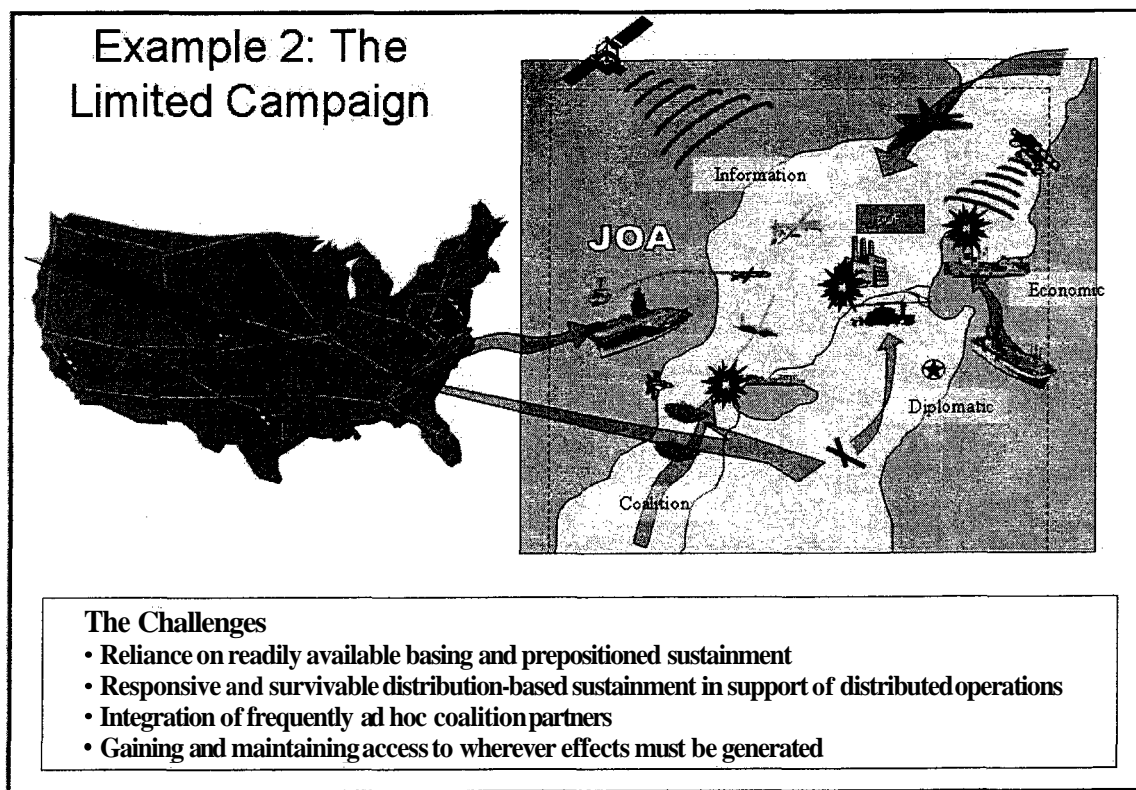 Example 2: The
Limited Campaign
Information
JOA
Economic
Diplomatic
Coalition
The Challenges
• Reliance on readily available basing and prepositioned sustainment
• Responsive and survivable distribution-based sustainment in support of distributed operations
• Integration of frequently ad hoc coalition partners
• Gaining and maintaining access to wherever effects must be generated